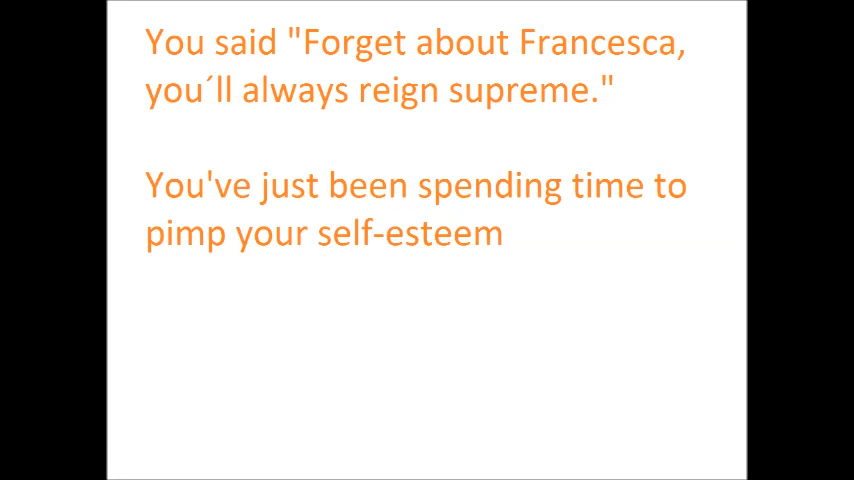 You said "Forget about Francesca,
you´ll always reign supreme."
You've just been spending time to
pimp your self-esteem